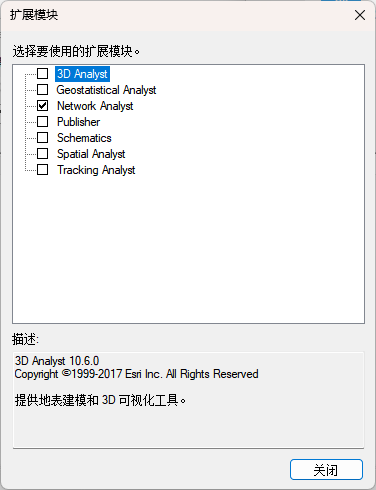 扩展模块
选择要使用的扩展模块。
3D Analyst
Geostatistical Analyst
Network Analyst
Publisher
Schematics
Spatial Analyst
Tracking Analyst
描述:
3D Analyst 10.6.0
Copyright ©1999-2017 Esri Inc. All Rights Reserved
提供地表建模和 3D 可视化工具。
关闭